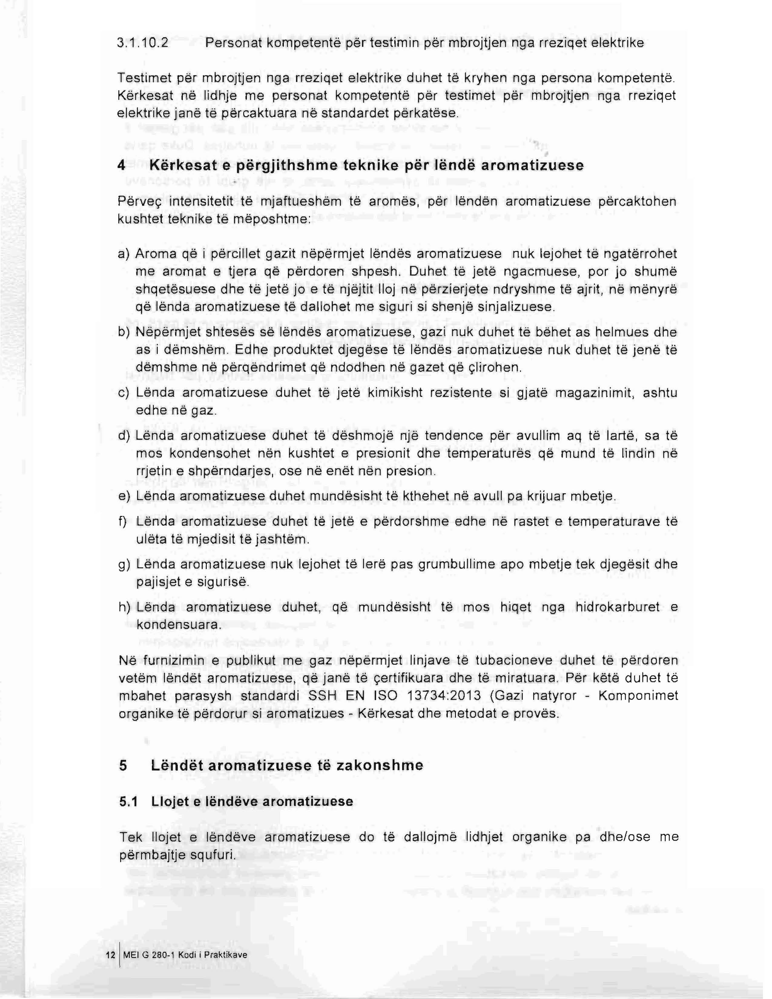 3.1.10.2 Personat kompetentë për testimin për mbrojtjen nga rreziqet elektrike
Testimet për mbrojtjen nga rreziqet elektrike duhet të kryhen nga persona kompetentë.
Kërkesat në lidhje me personat kompetentë për testimet për mbrojtjen nga rreziqet
elektrike janë të përcaktuara në standardet përkatëse.
4 Kërkesat e përgjithshme teknike për lëndë aromatizuese
Përveç intensitetit të mjaftueshëm të aromës, për lëndën aromatizuese përcaktohen
kushtet teknike të mëposhtme:
a) Aroma që i përcillet gazit nëpërmjet lëndës aromatizuese nuk lejohet të ngatërrohet
me aromat e tjera që përdoren shpesh. Duhet të jetë ngacmuese, por jo shumë
shqetësuese dhe të jetë jo e të njëjtit lloj në përzierjete ndryshme të ajrit, në mënyrë
që lënda aromatizuese të dallohet me siguri si shenjë sinjalizuese.
b) Nëpërmjet shtesës së lëndës aromatizuese, gazi nuk duhet të bëhet as helmues dhe
as i dëmshëm. Edhe produktet djegëse të lëndës aromatizuese nuk duhet të jenë të
dëmshme në përqëndrimet që ndodhen në gazet që çlirohen.
c) Lënda aromatizuese duhet të jetë kimikisht rezistente si gjatë magazinimit, ashtu
edhe në gaz.
d) Lënda aromatizuese duhet të dëshmojë një tendence për avullim aq të lartë, sa të
mos kondensohet nën kushtet e presionit dhe temperaturës që mund të lindin në
rrjetin e shpërndarjes, ose në enët nën presion.
e) Lënda aromatizuese duhet mundësisht të kthehet në avull pa krijuar mbetje.
f) Lënda aromatizuese duhet të jetë e përdorshme edhe në rastet e temperaturave të
ulëta të mjedisit të jashtëm.
g) Lënda aromatizuese nuk lejohet të lerë pas grumbullime apo mbetje tek djegësit dhe
pajisjet e sigurisë.
h) Lënda aromatizuese duhet, që mundësisht të mos hiqet nga hidrokarburet e
kondensuara.
Në furnizimin e publikut me gaz nëpërmjet linjave të tubacioneve duhet të përdoren
vetëm lëndët aromatizuese, që janë të çertifikuara dhe të miratuara. Për këtë duhet të
mbahet parasysh standardi SSH EN ISO 13734:2013 (Gazi natyror - Komponimet
organike të përdorur si aromatizues - Kërkesat dhe metodat e provës.
5 Lëndët aromatizuese të zakonshme
5.1 Llojet e lëndëve aromatizuese
Tek llojet e lëndëve aromatizuese do të dallojmë lidhjet organike pa dhe/ose me
përmbajtje squfuri.
12 MEI G 280-1 Kodi i Praktikave